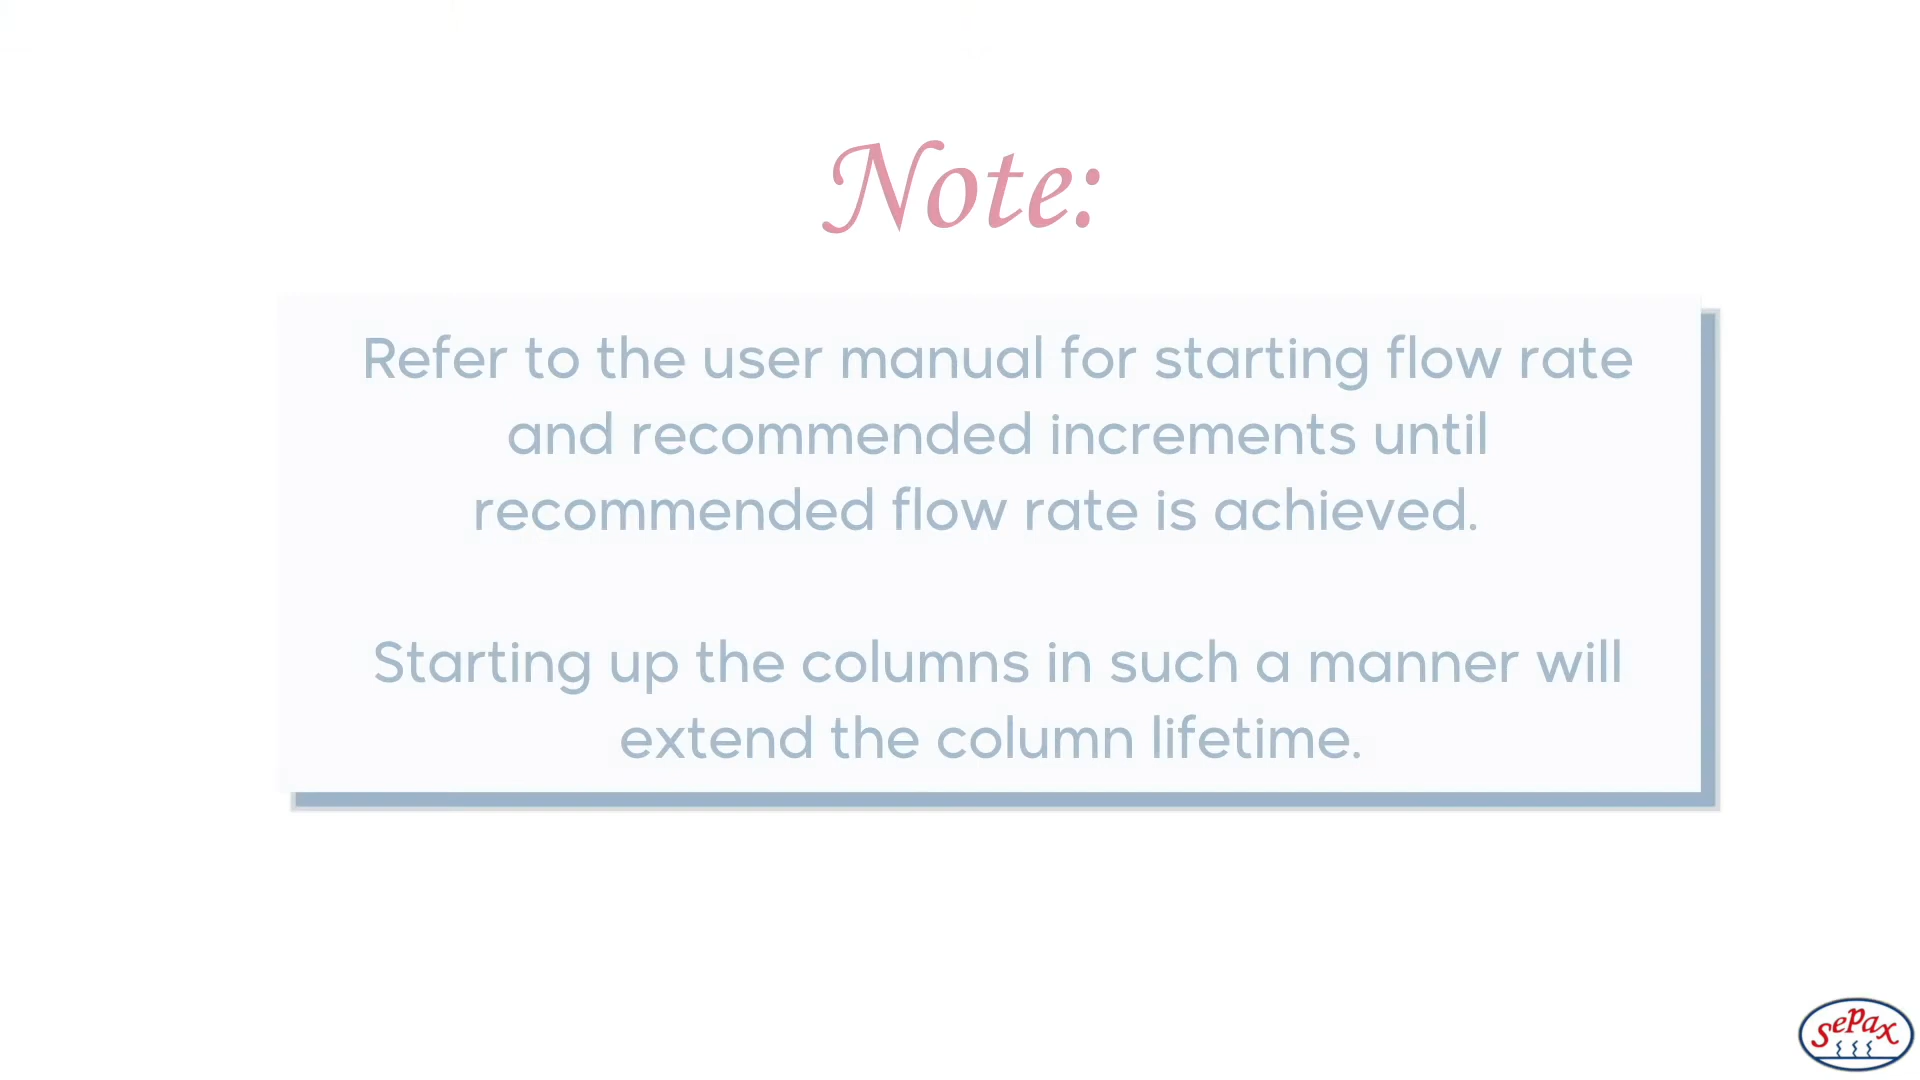 Note:
Refer to the user manual for starting flow rate
and recommended increments until
recommended flow rate is achieved.
Starting up the columns in such a manner will
extend the column lifetime.
sepax